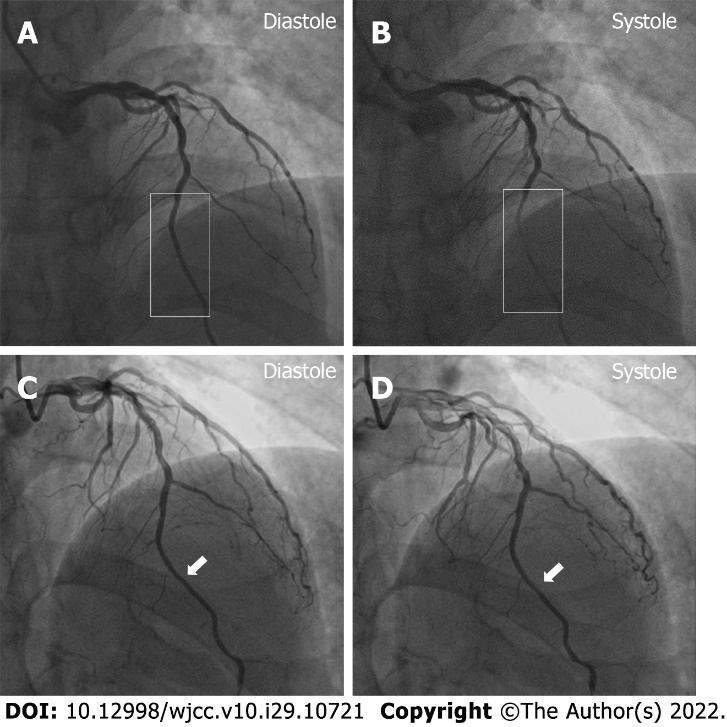 A Diastole
B Systole
C Diastole
D Systole
DOI: 10.12998/wjcc.v10.i29.10721 Copyright ©The Author(s) 2022.